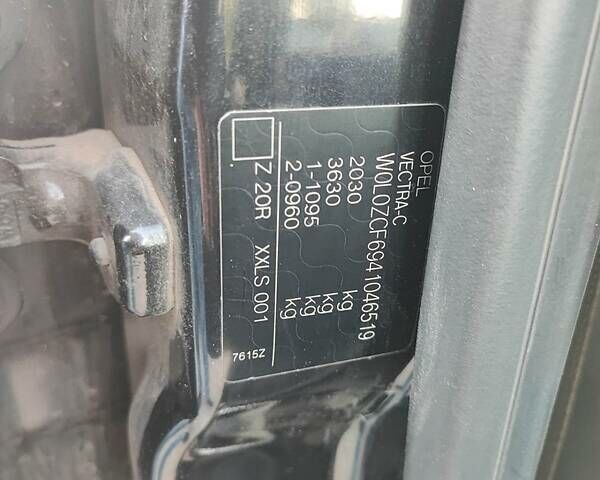 OPEL
VECTRA-C
W0L0ZCF6941046519
2030 kg
3630 kg
1-1095 kg
2-0960 kg
Z 20R XXLS 001
7615Z